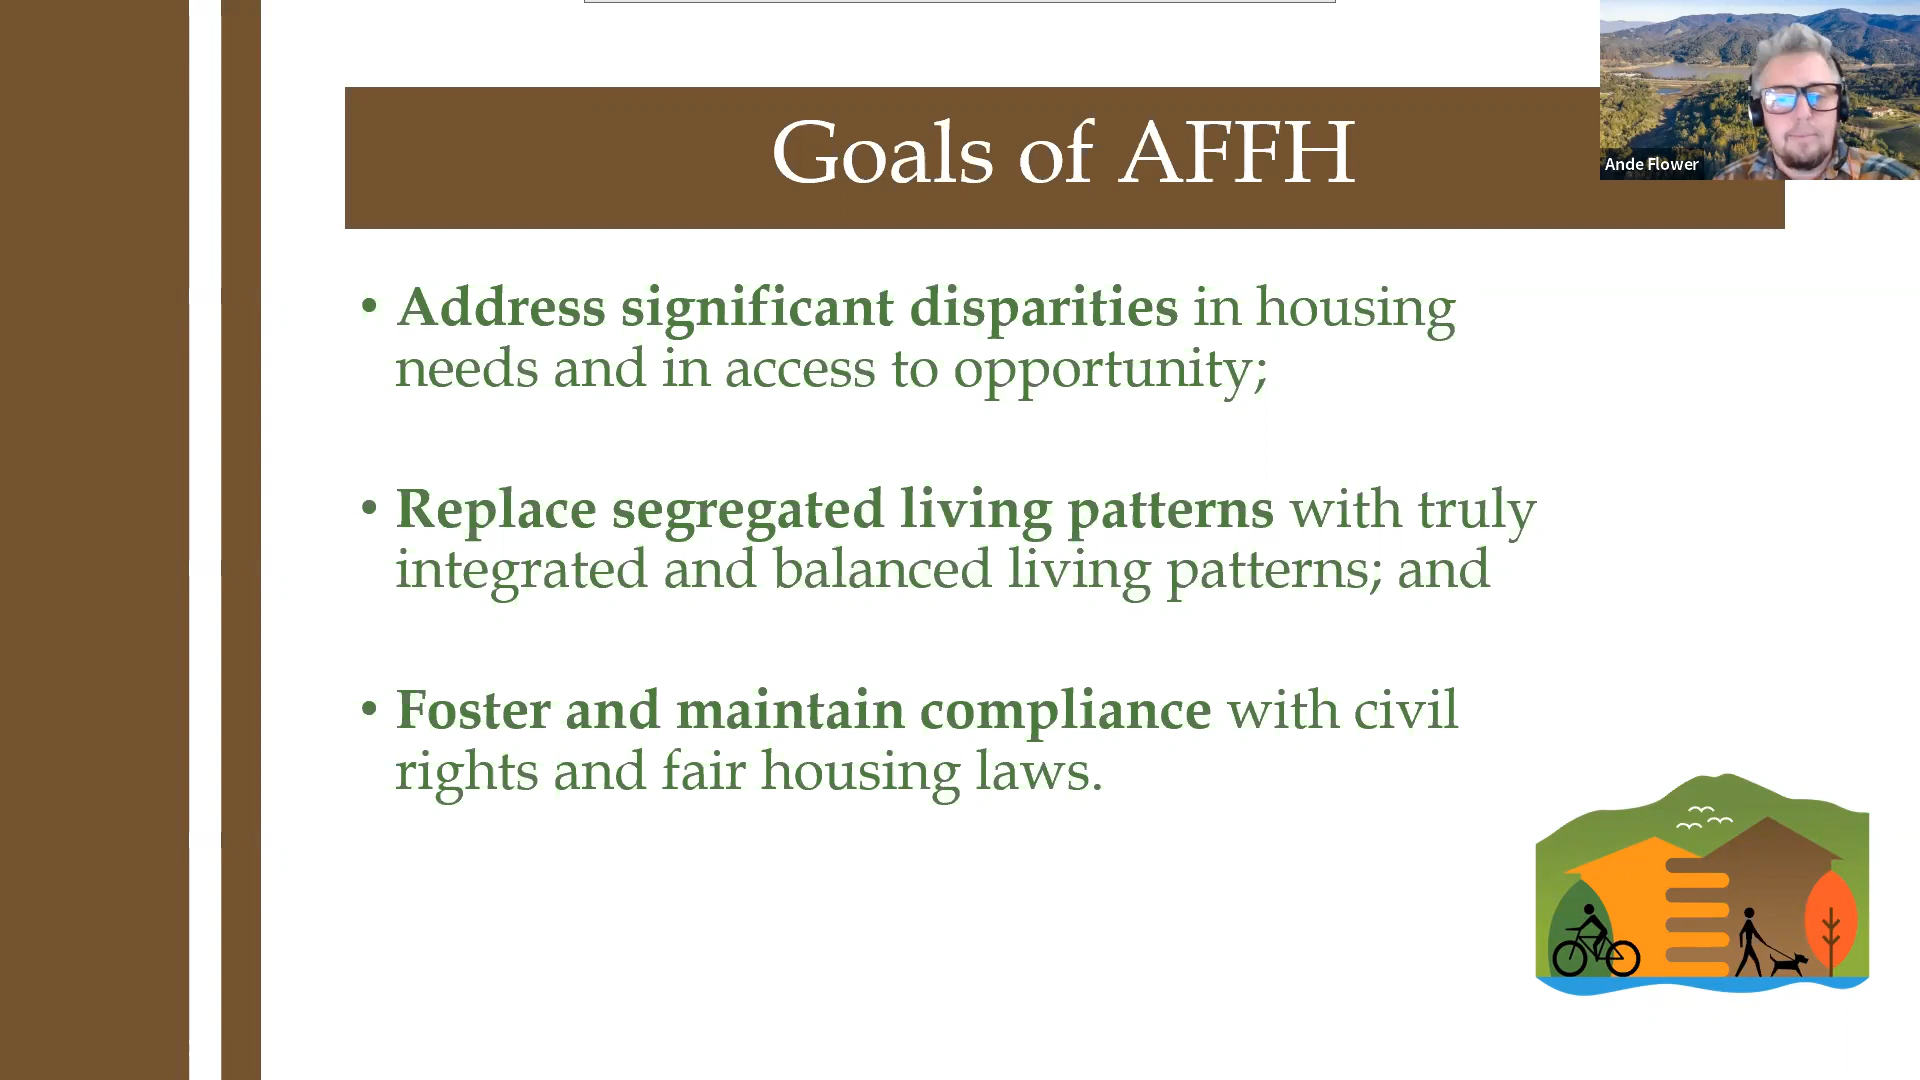 Goals of AFFH
Ande Flower
• Address significant disparities in housing
needs and in access to opportunity;
• Replace segregated living patterns with truly
integrated and balanced living patterns; and
• Foster and maintain compliance with civil
rights and fair housing laws.